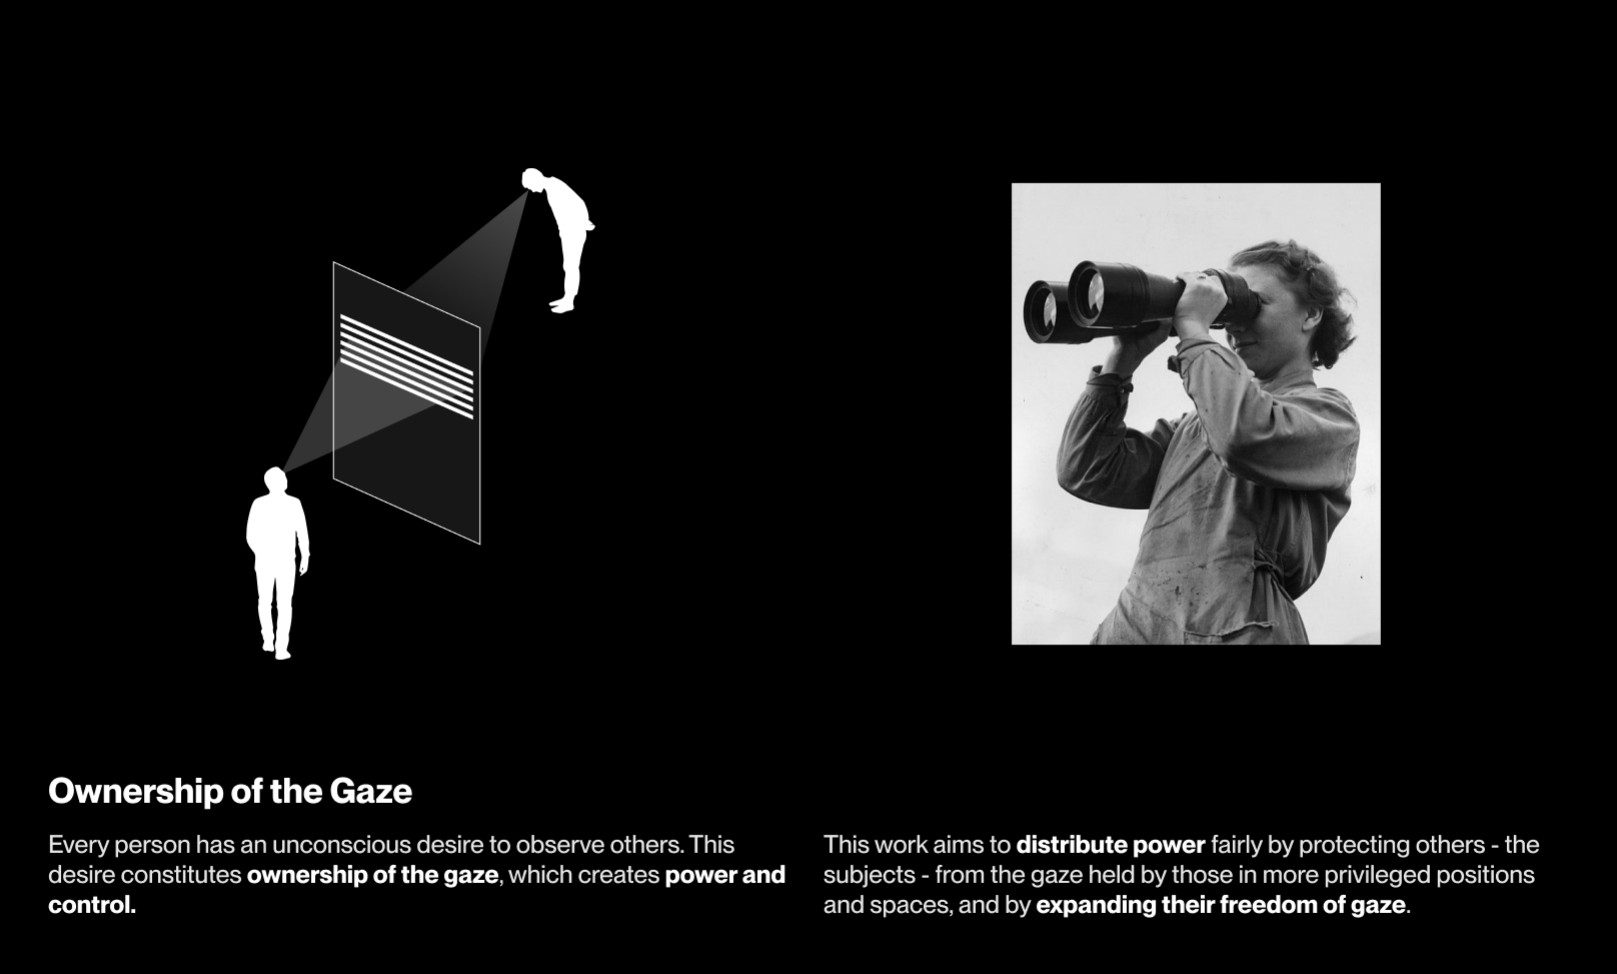 Ownership of the Gaze
Every person has an unconscious desire to observe others. This
desire constitutes ownership of the gaze, which creates power and
control.
This work aims to distribute power fairly by protecting others - the
subjects - from the gaze held by those in more privileged positions
and spaces, and by expanding their freedom of gaze.